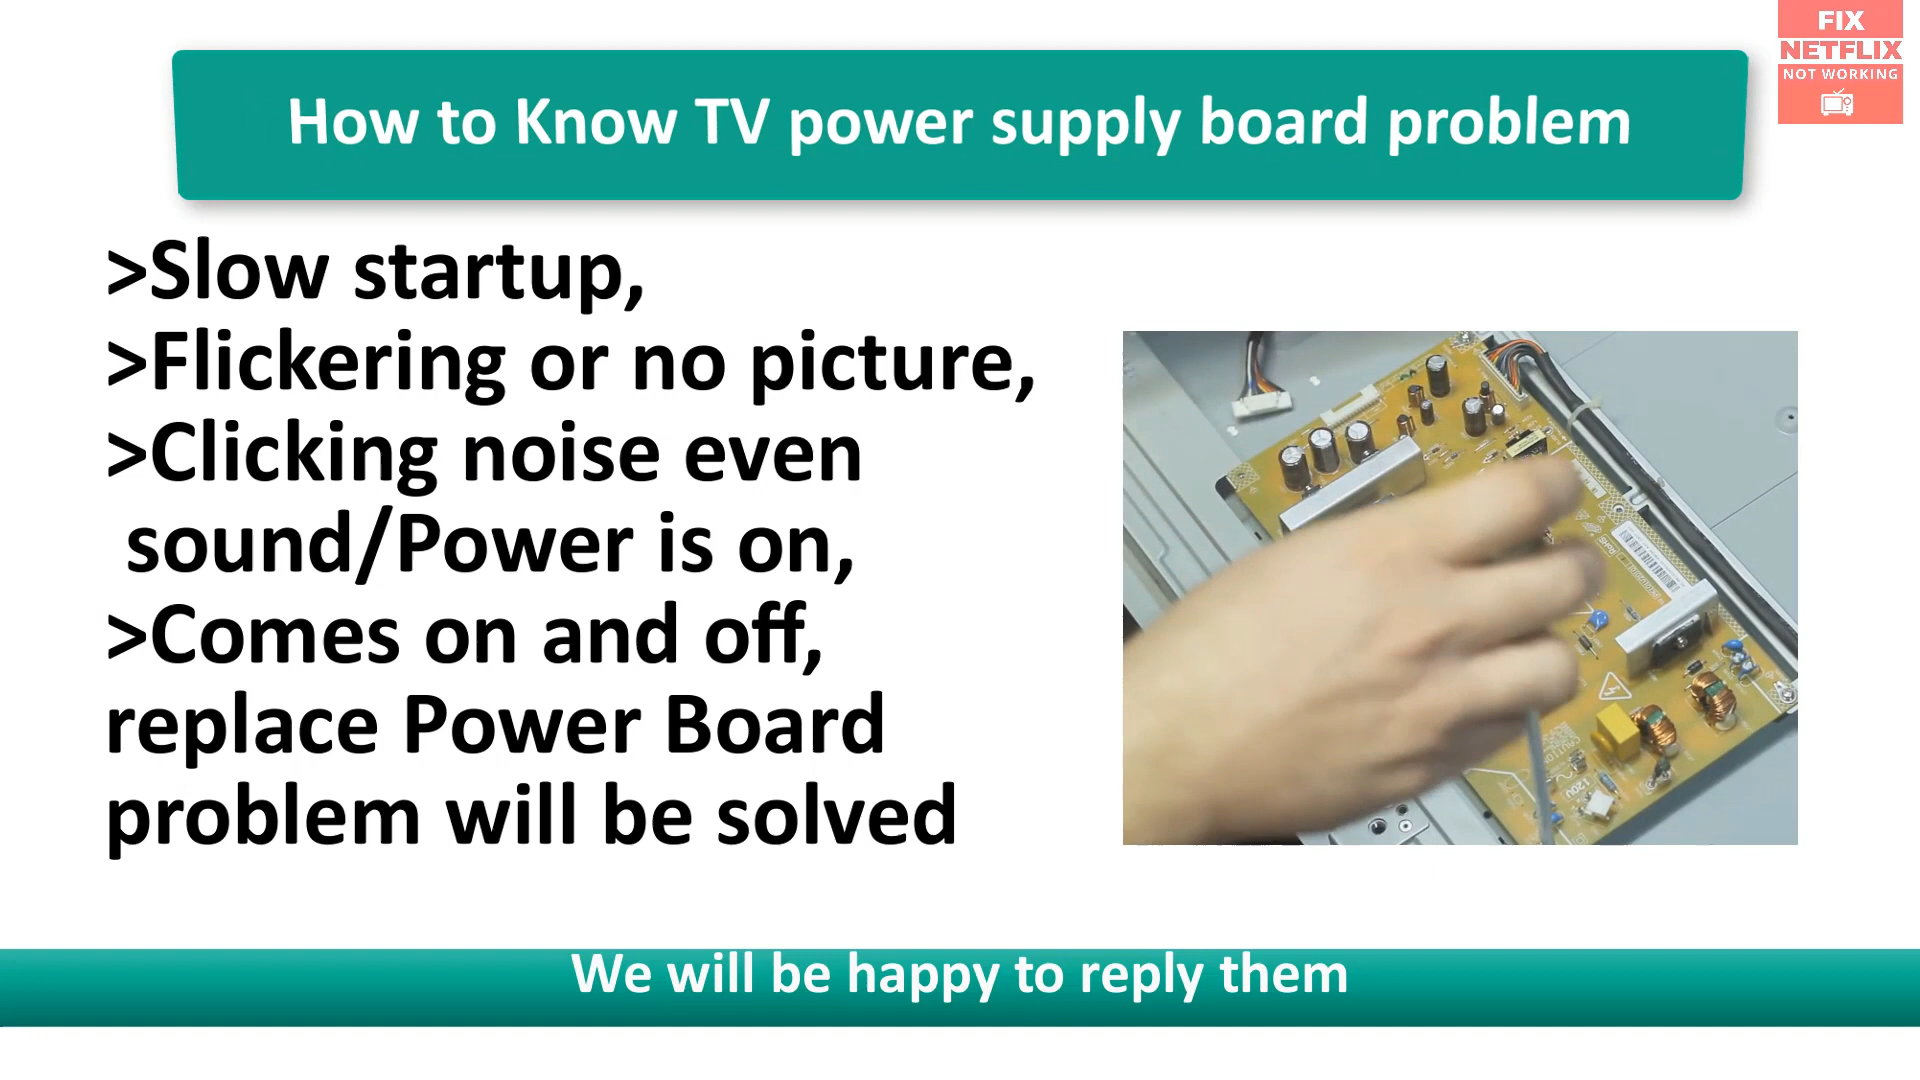 FIX
NETFLIX
NOT WORKING
How to Know TV power supply board problem
>Slow startup,
>Flickering or no picture,
>Clicking noise even
sound/Power is on,
>Comes on and off,
replace Power Board
problem will be solved
RoHS
120V
We will be happy to reply them